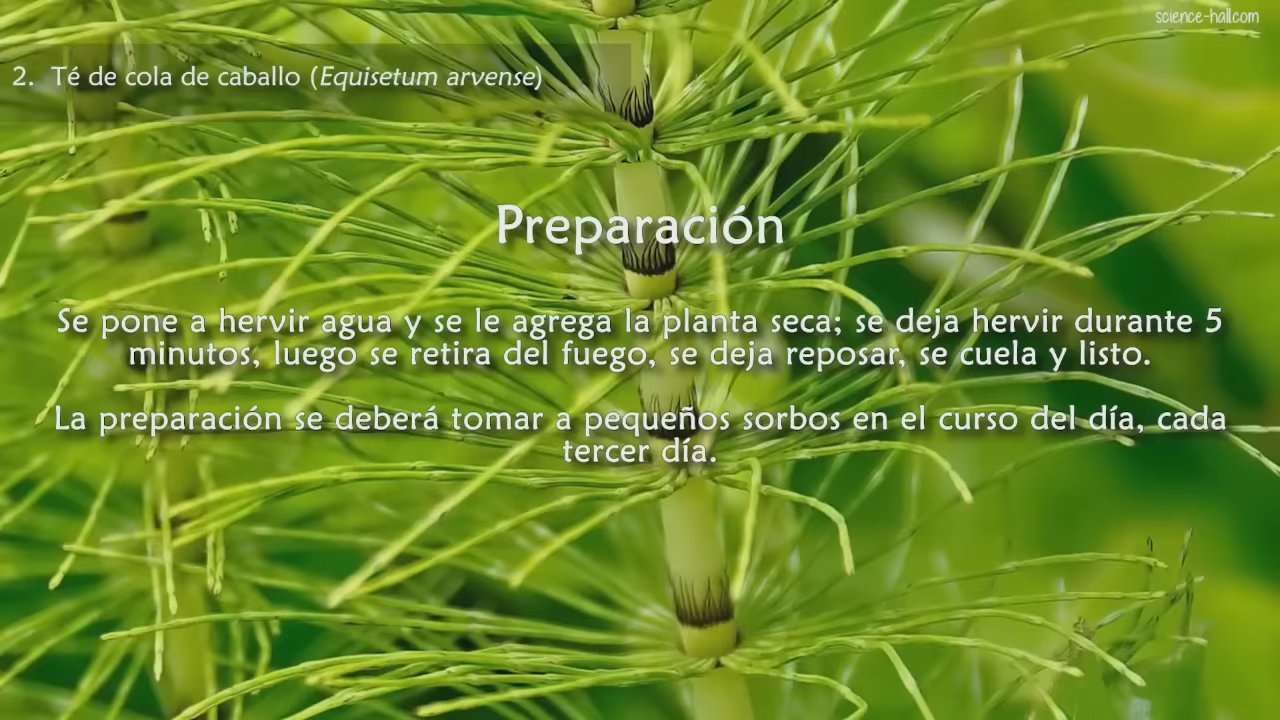 science-hall.com
2. Té de cola de caballo (Equisetum arvense)
Preparación
Se pone a hervir agua y se le agrega la planta seca; se deja hervir durante 5
minutos, luego se retira del fuego, se deja reposar, se cuela y listo.
La preparación se deberá tomar a pequeños sorbos en el curso del día, cada
tercer día.